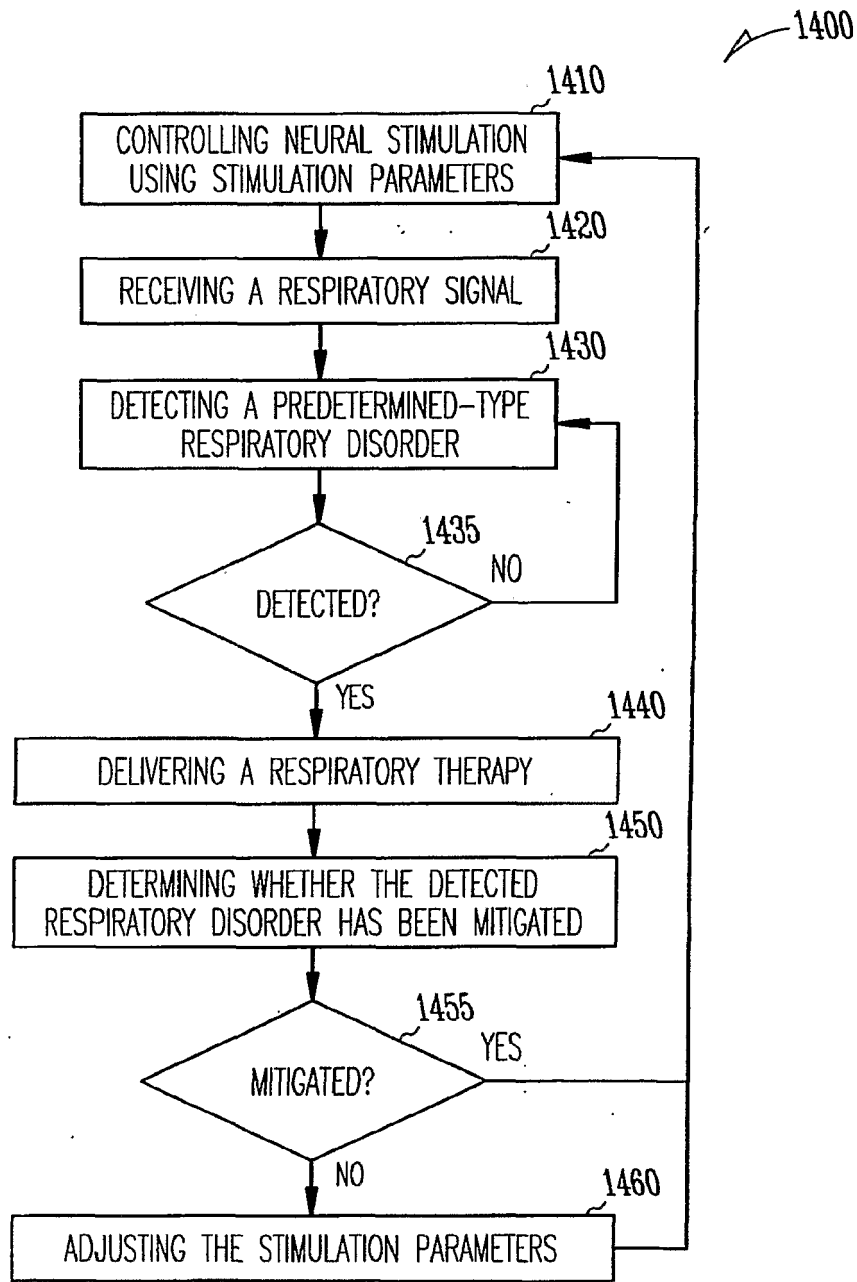 1400
1410
CONTROLLING NEURAL STIMULATION
USING STIMULATION PARAMETERS
1420
RECEIVING A RESPIRATORY SIGNAL
1430
DETECTING A PREDETERMINED-TYPE
RESPIRATORY DISORDER
1435
NO
DETECTED?
YES
1440
DELIVERING A RESPIRATORY THERAPY
1450
DETERMINING WHETHER THE DETECTED
RESPIRATORY DISORDER HAS BEEN MITIGATED
1455
YES
MITIGATED?
NO
1460
ADJUSTING THE STIMULATION PARAMETERS